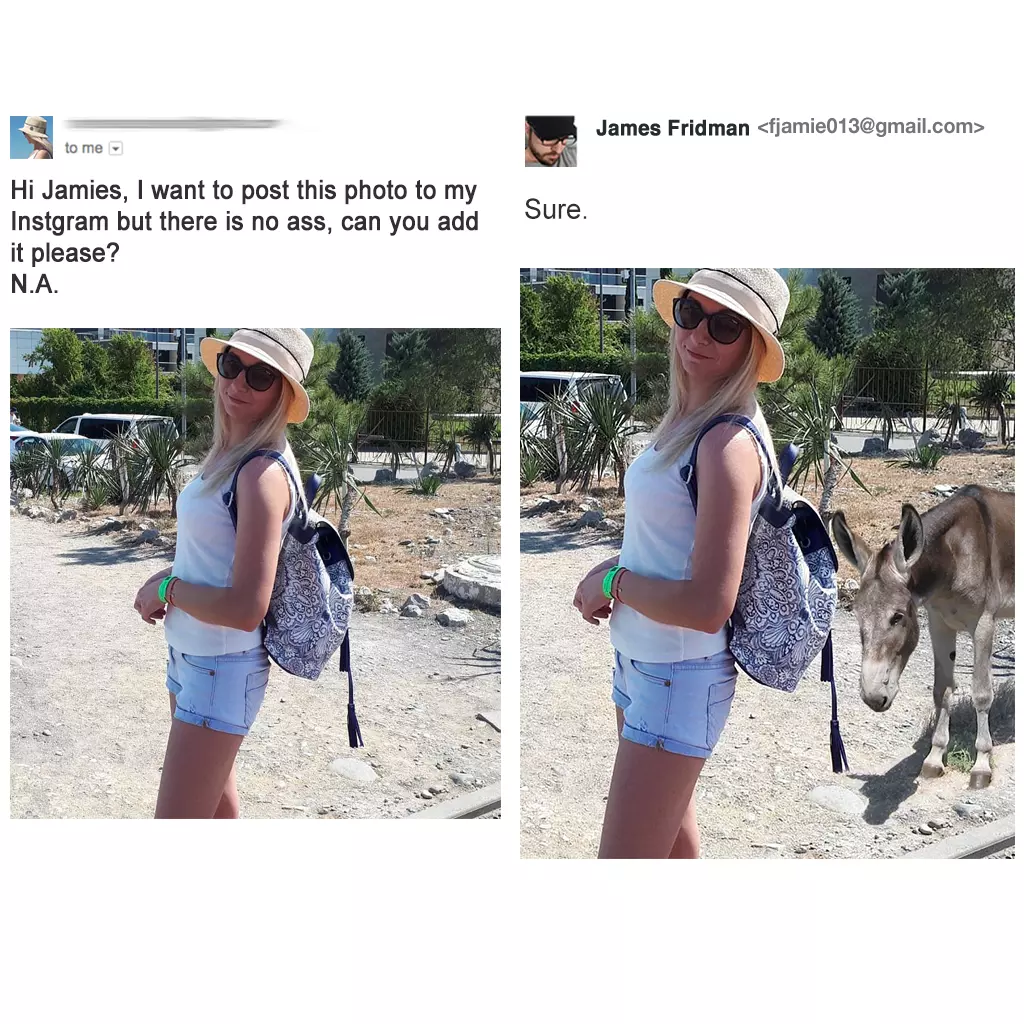 to me
Hi Jamies, I want to post this photo to my
Instgram but there is no ass, can you add
it please?
N.A.
James Fridman <fjamie013@gmail.com>
Sure.